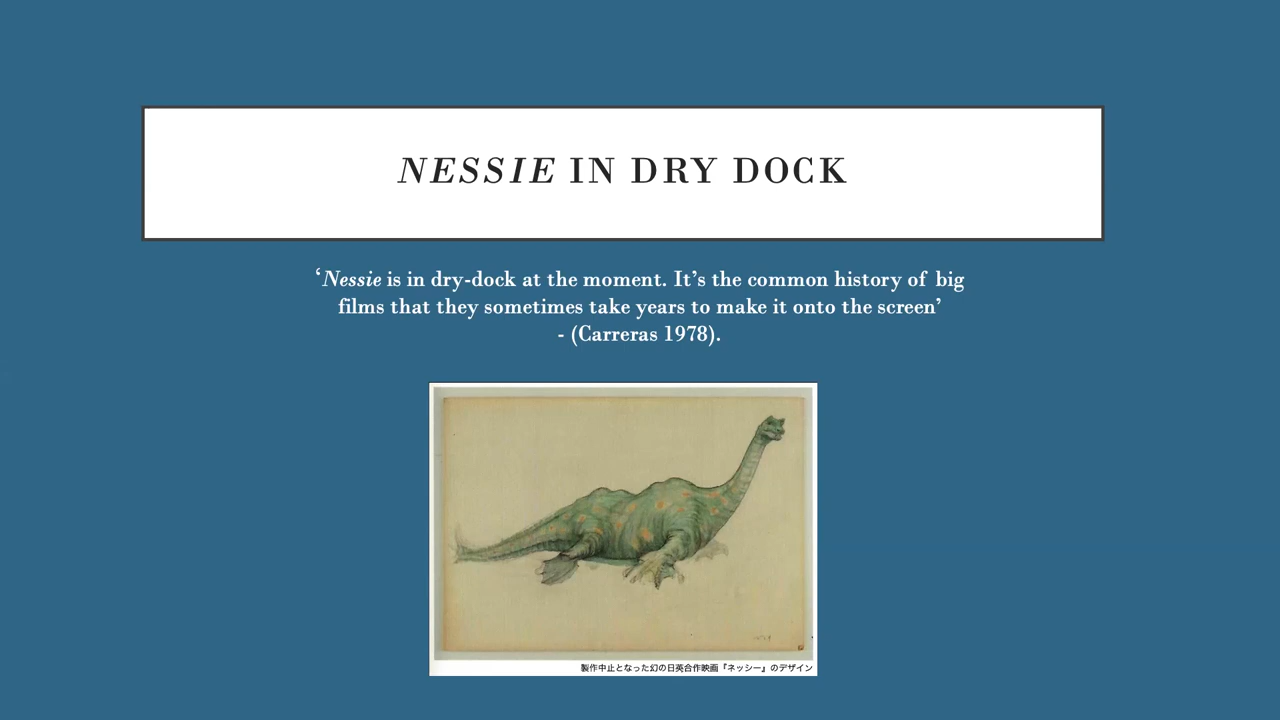 NESSIE IN DRY DOCK
‘Nessie is in dry-dock at the moment. It’s the common history of big
films that they sometimes take years to make it onto the screen’
- (Carreras 1978).
製作中止となった幻の日英合作映画『ネッシー』のデザイン